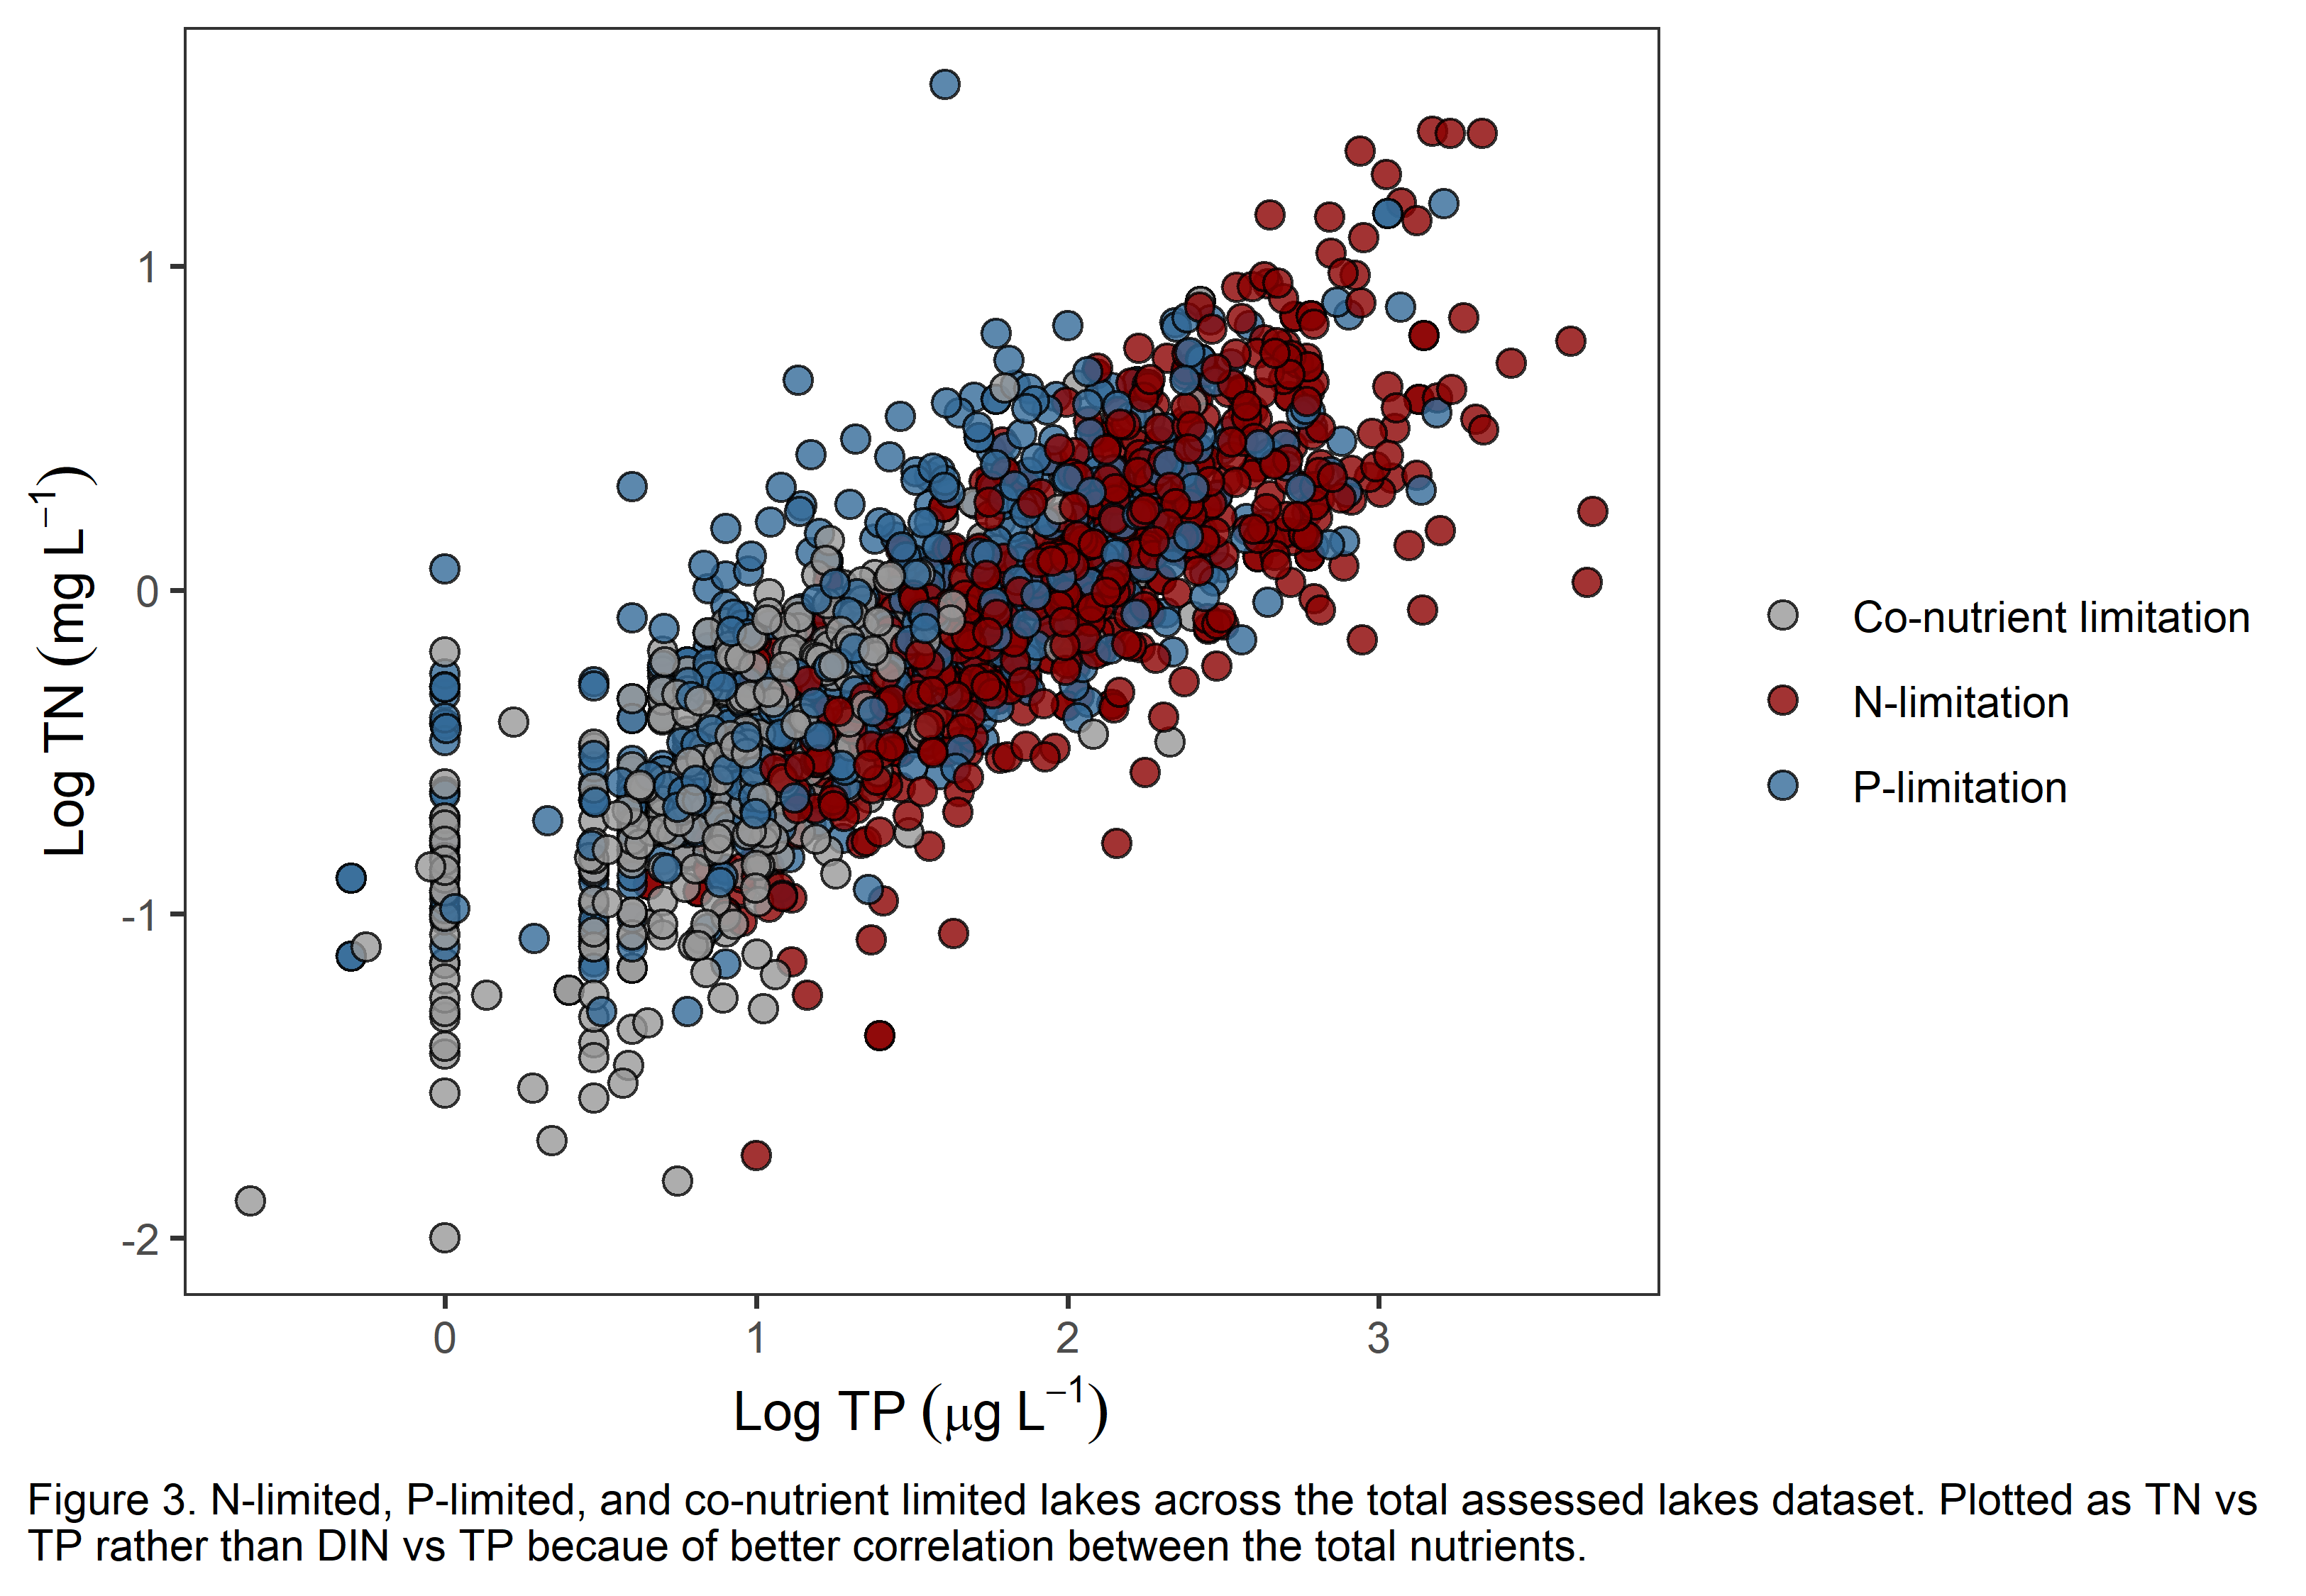 1
0
-1
-2
Log TN (mg L⁻¹)
0 1 2 3
Log TP (μg L⁻¹)
Co-nutrient limitation
N-limitation
P-limitation
Figure 3. N-limited, P-limited, and co-nutrient limited lakes across the total assessed lakes dataset. Plotted as TN vs
TP rather than DIN vs TP becaue of better correlation between the total nutrients.